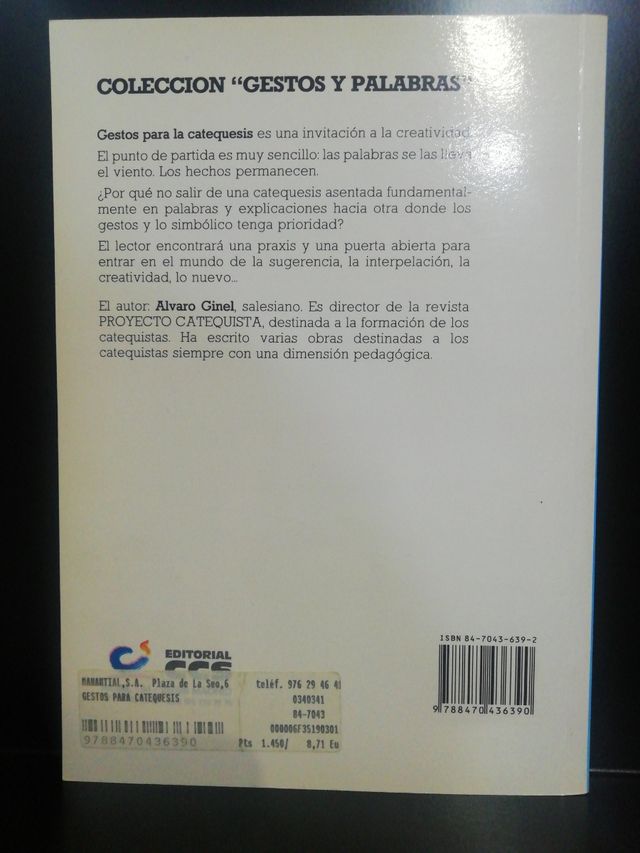 COLECCION "GESTOS Y PALABRAS"
Gestos para la catequesis es una invitación a la creatividad.
El punto de partida es muy sencillo: las palabras se las lleva
el viento. Los hechos permanecen.
¿Por qué no salir de una catequesis asentada fundamental-
mente en palabras y explicaciones hacia otra donde los
gestos y lo simbólico tenga prioridad?
El lector encontrará una praxis y una puerta abierta para
entrar en el mundo de la sugerencia, la interpelación, la
creatividad, lo nuevo...
El autor: Alvaro Ginel, salesiano. Es director de la revista
PROYECTO CATEQUISTA, destinada a la formación de los
catequistas. Ha escrito varias obras destinadas a los
catequistas siempre con una dimensión pedagógica.
ISBN 84-7043-639-2
9 788470 436390
EDITORIAL
CCS
MANANTIAL,S.A. Plaza de La Seo,6 teléf. 976 29 46 41
GESTOS PARA CATEQUESIS 0340341
84-7043
000006F35190301
9788470436390 Pts 1.450/ 8,71 Eu